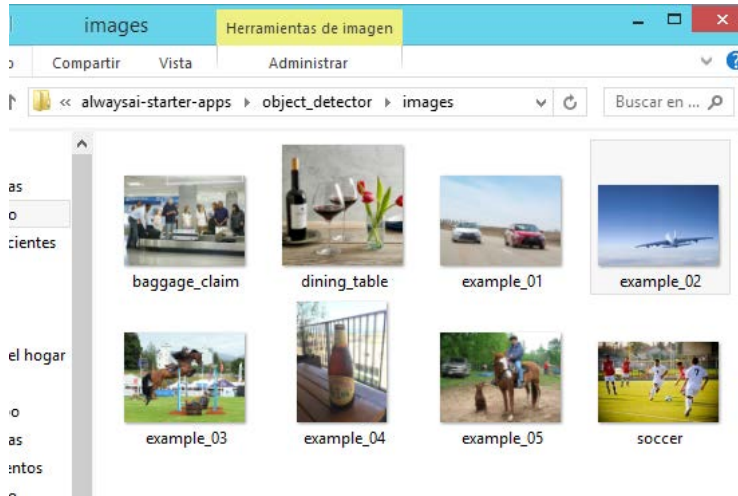 images
Herramientas de imagen
Compartir Vista Administrar
« alwaysai-starter-apps ▸ object_detector ▸ images
Buscar en ...
as
o
cientes
el hogar
o
as
entos
baggage_claim dining_table example_01 example_02
example_03 example_04 example_05 soccer